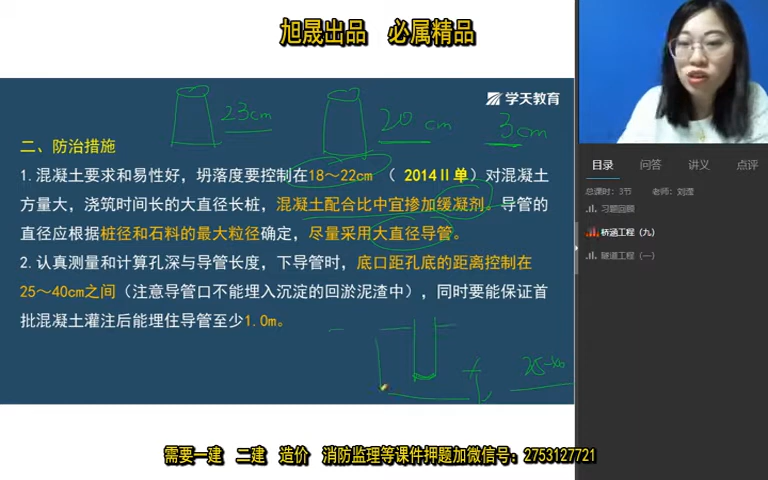 旭晟出品 必属精品
学天教育
23cm
20 cm
3cm
二、防治措施
1.混凝土要求和易性好，坍落度要控制在18～22cm （ 2014Ⅱ单）对混凝土
方量大，浇筑时间长的大直径长桩，混凝土配合比中宜掺加缓凝剂。导管的
直径应根据桩径和石料的最大粒径确定，尽量采用大直径导管。
2.认真测量和计算孔深与导管长度，下导管时，底口距孔底的距离控制在
25～40cm之间（注意导管口不能埋入沉淀的回淤泥渣中），同时要能保证首
批混凝土灌注后能埋住导管至少1.0m。
目录 问答 讲义 点评
总课时：3节 老师：刘滢
习题回顾
桥涵工程（九）
隧道工程（一）
需要一建 二建 造价 消防监理等课件押题加微信号：2753127721